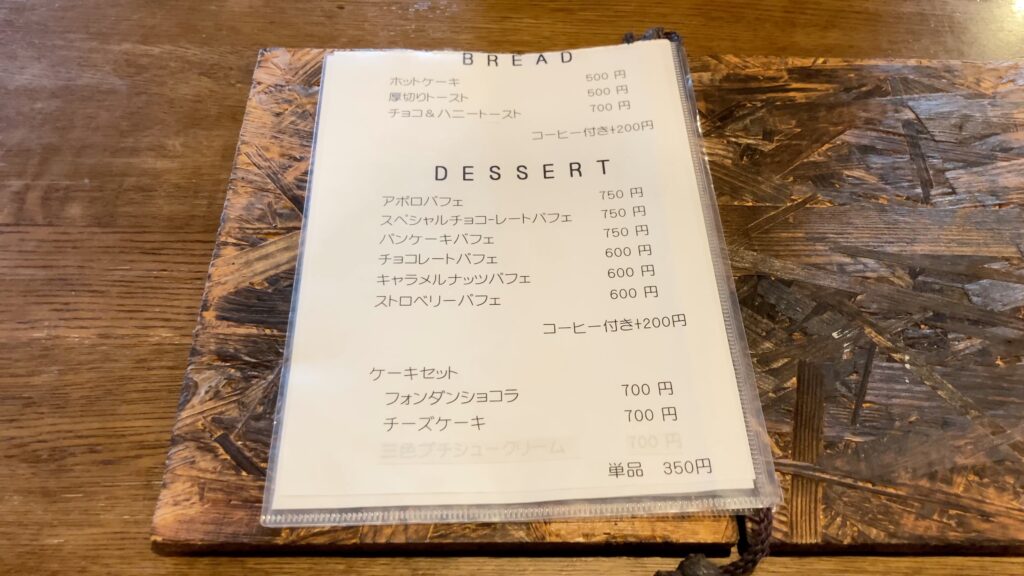 BREAD
ホットケーキ 500 円
厚切りトースト 500 円
チョコ＆ハニートースト 700 円
コーヒー付き+200円
DESSERT
アポロパフェ 750 円
スペシャルチョコ-レートパフェ 750 円
パンケーキパフェ 750 円
チョコレートパフェ 600 円
キャラメルナッツパフェ 600 円
ストロベリーパフェ 600 円
コーヒー付き+200円
ケーキセット
フォンダンショコラ 700 円
チーズケーキ 700 円
三色プチシュークリーム 700 円
単品 350円